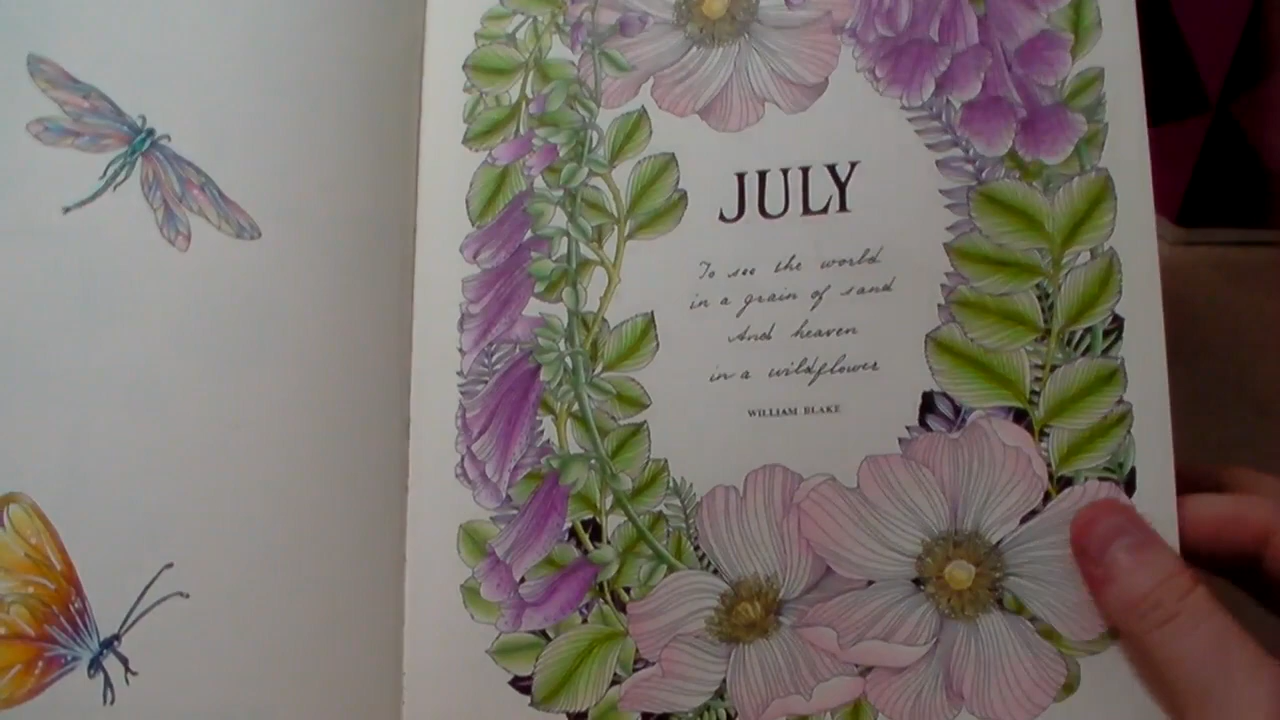 JULY
To see the world
in a grain of sand
And heaven
in a wildflower
WILLIAM BLAKE